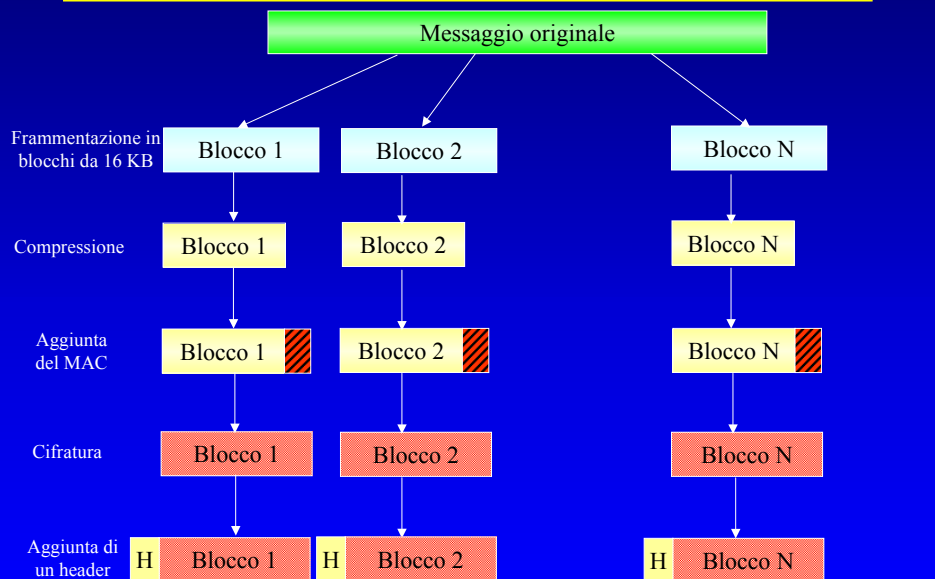 Messaggio originale
Frammentazione in
blocchi da 16 KB
Blocco 1
Blocco 2
Blocco N
Compressione
Blocco 1
Blocco 2
Blocco N
Aggiunta
del MAC
Blocco 1
Blocco 2
Blocco N
Cifratura
Blocco 1
Blocco 2
Blocco N
Aggiunta di
un header
H
Blocco 1
H
Blocco 2
H
Blocco N